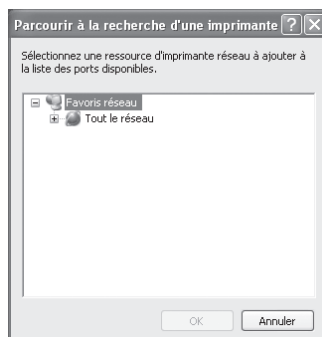 Parcourir à la recherche d'une imprimante
Sélectionnez une ressource d'imprimante réseau à ajouter à
la liste des ports disponibles.
Favoris réseau
Tout le réseau
OK
Annuler